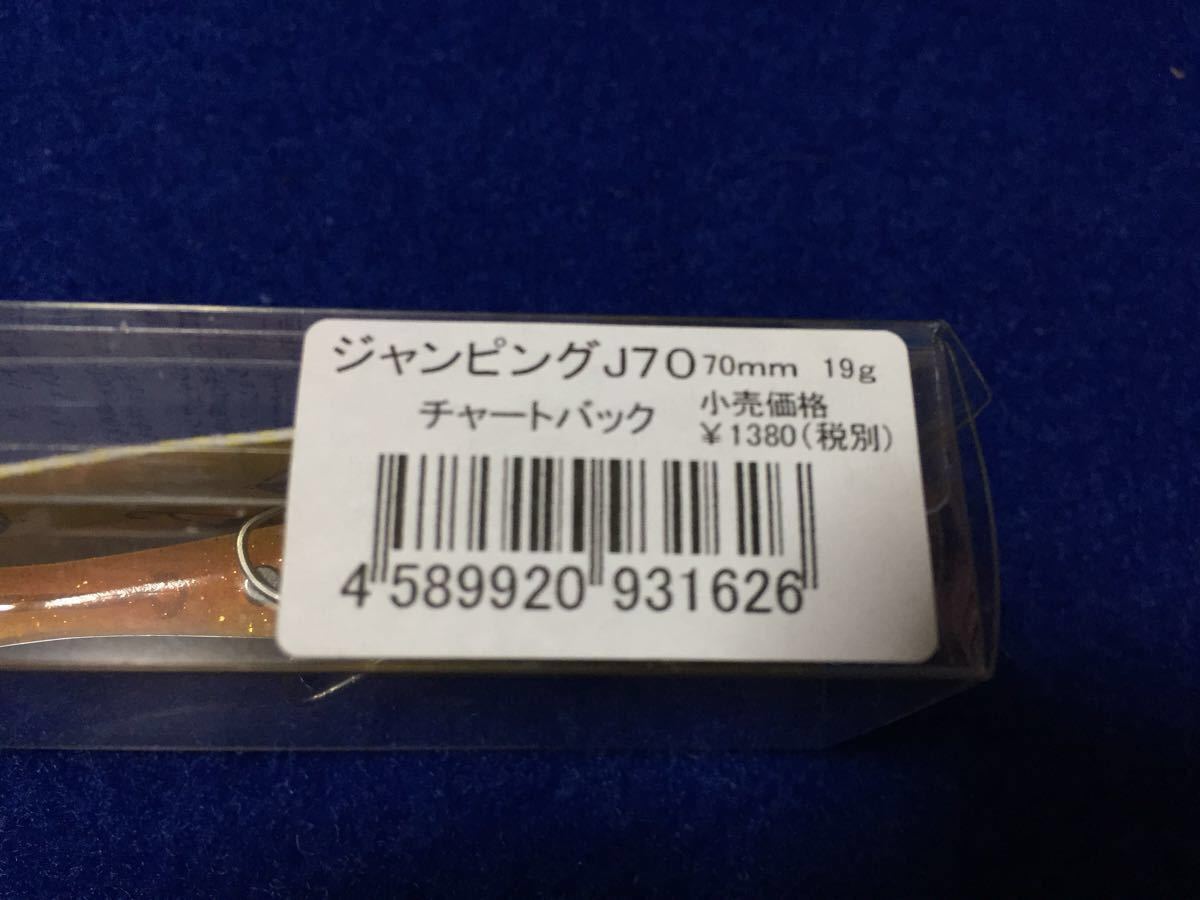 ジャンピングJ70 70mm 19g
チャートバック 小売価格
¥1380(税別)
4 589920 931626